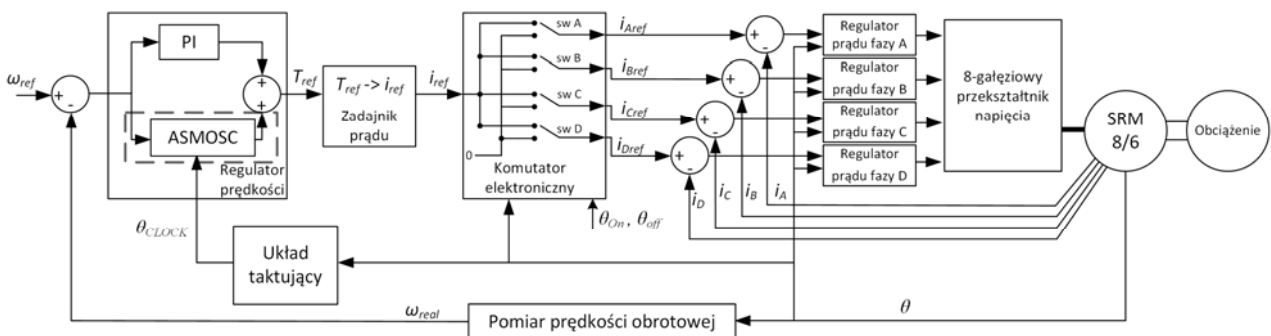 ω_ref
+
-
PI
ASMOSC
+
+
Regulator
prędkości
T_ref
T_ref -> i_ref
Zadajnik
prądu
i_ref
0
sw A
sw B
sw C
sw D
Komutator
elektroniczny
i_Aref
i_Bref
i_Cref
i_Dref
+
-
+
-
+
-
+
-
Regulator
prądu fazy A
Regulator
prądu fazy B
Regulator
prądu fazy C
Regulator
prądu fazy D
8-gałęziowy
przekształtnik
napięcia
SRM
8/6
Obciążenie
i_D
i_C
i_B
i_A
θ_CLOCK
θ_On , θ_off
Układ
taktujący
ω_real
Pomiar prędkości obrotowej
θ